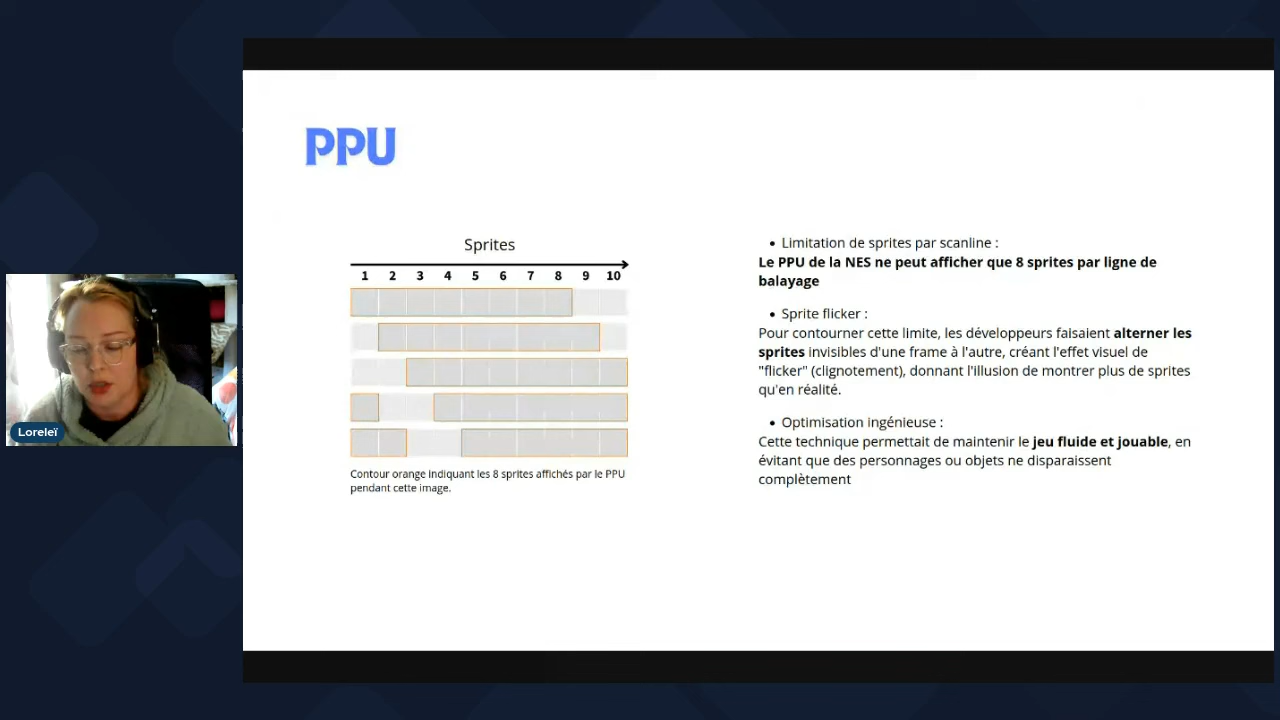 PPU
Sprites
1 2 3 4 5 6 7 8 9 10
Contour orange indiquant les 8 sprites affichés par le PPU
pendant cette image.
• Limitation de sprites par scanline :
Le PPU de la NES ne peut afficher que 8 sprites par ligne de
balayage
• Sprite flicker :
Pour contourner cette limite, les développeurs faisaient alterner les
sprites invisibles d'une frame à l'autre, créant l'effet visuel de
"flicker" (clignotement), donnant l'illusion de montrer plus de sprites
qu'en réalité.
• Optimisation ingénieuse :
Cette technique permettait de maintenir le jeu fluide et jouable, en
évitant que des personnages ou objets ne disparaissent
complètement
Loreleï